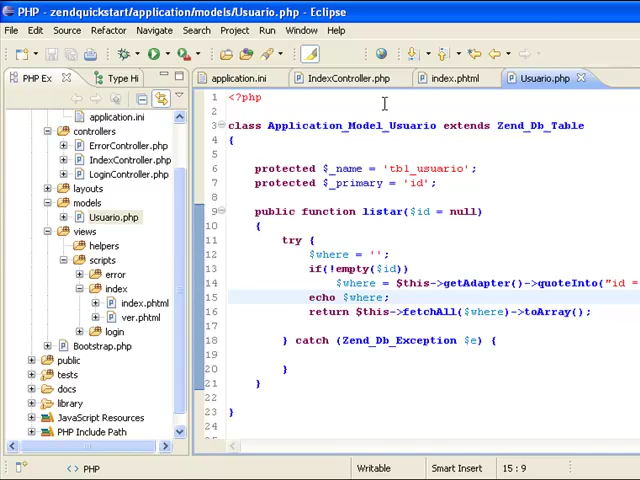 PHP - zendquickstart/application/models/Usuario.php - Eclipse
File Edit Source Refactor Navigate Search Project Run Window Help
PHP Ex Type Hi
application.ini IndexController.php index.phtml Usuario.php
application.ini
controllers
ErrorController.php
IndexController.php
LoginController.php
layouts
models
Usuario.php
views
helpers
scripts
error
index
index.phtml
ver.phtml
login
Bootstrap.php
public
tests
docs
library
JavaScript Resources
PHP Include Path
1 <?php
2
3 class Application_Model_Usuario extends Zend_Db_Table
4 {
5
6 protected $_name = 'tbl_usuario';
7 protected $_primary = 'id';
8
9 public function listar($id = null)
10 {
11 try {
12 $where = '';
13 if(!empty($id))
14 $where = $this->getAdapter()->quoteInto("id =
15 echo $where;
16 return $this->fetchAll($where)->toArray();
17
18 } catch (Zend_Db_Exception $e) {
19
20 }
21 }
22
23 }
24
PHP Writable Smart Insert 15 : 9